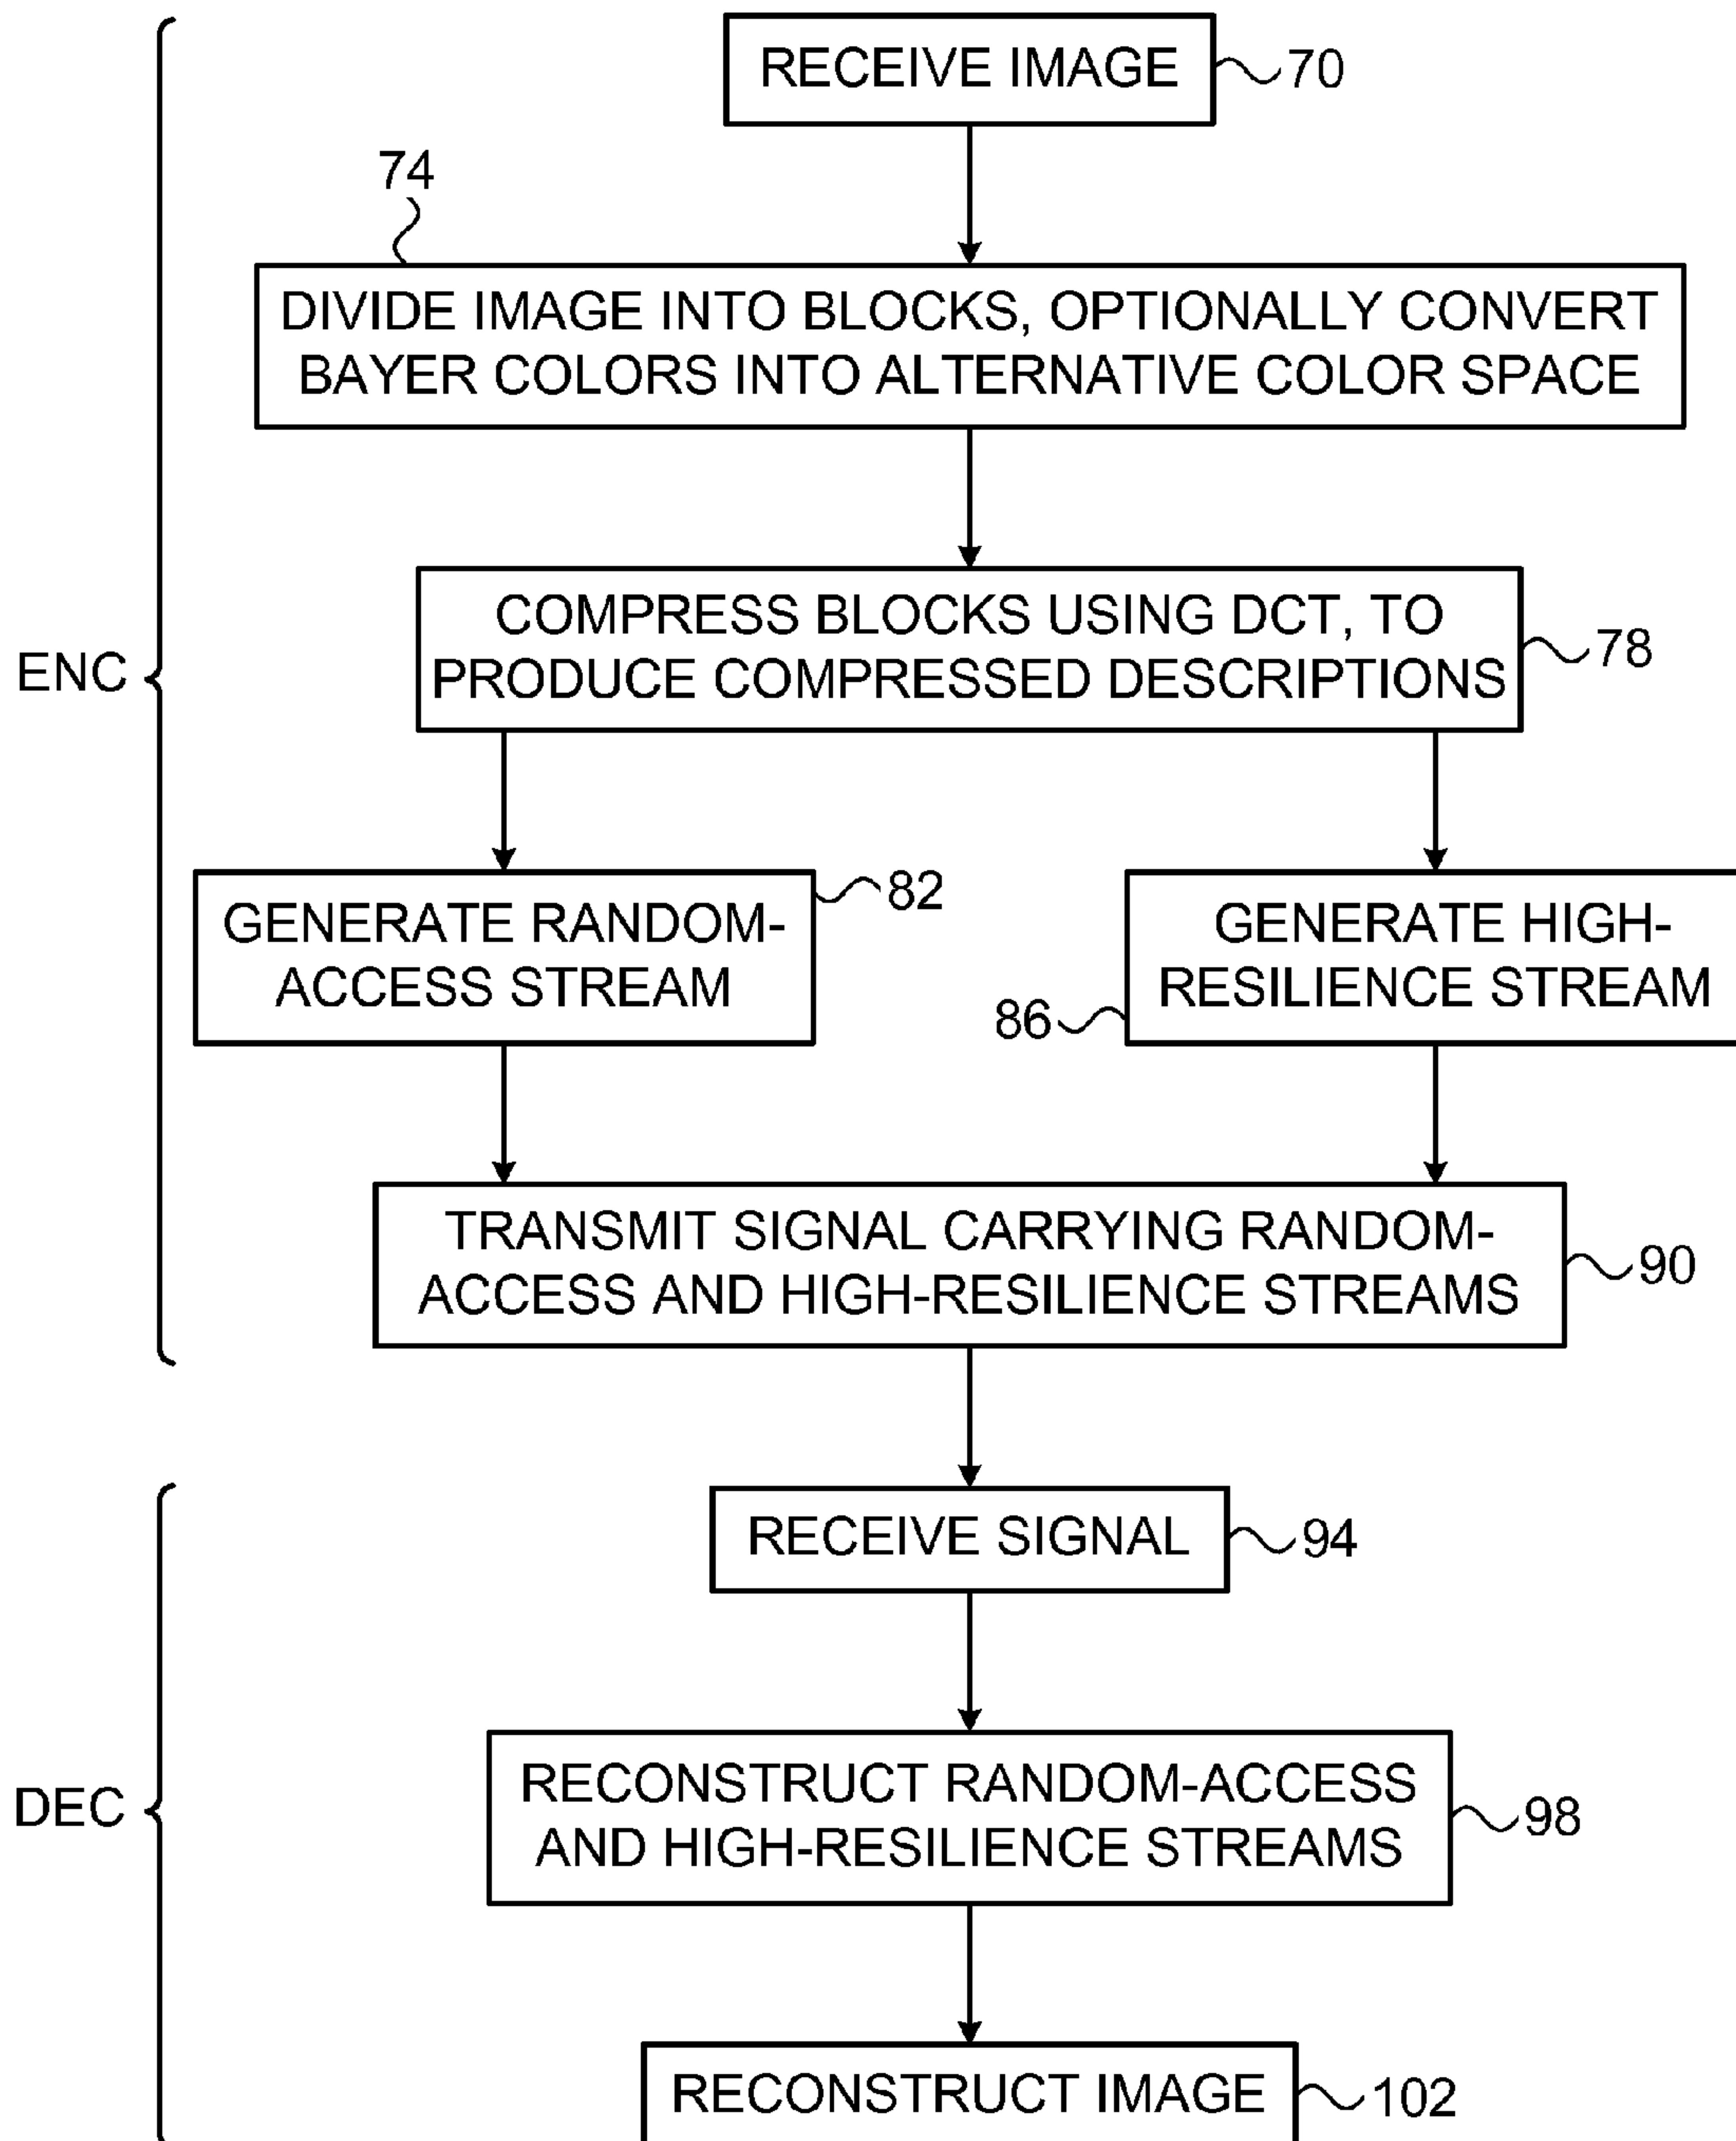 RECEIVE IMAGE
70
74
DIVIDE IMAGE INTO BLOCKS, OPTIONALLY CONVERT
BAYER COLORS INTO ALTERNATIVE COLOR SPACE
COMPRESS BLOCKS USING DCT, TO
PRODUCE COMPRESSED DESCRIPTIONS
78
ENC
GENERATE RANDOM-
ACCESS STREAM
82
GENERATE HIGH-
RESILIENCE STREAM
86
TRANSMIT SIGNAL CARRYING RANDOM-
ACCESS AND HIGH-RESILIENCE STREAMS
90
RECEIVE SIGNAL
94
RECONSTRUCT RANDOM-ACCESS
AND HIGH-RESILIENCE STREAMS
98
DEC
RECONSTRUCT IMAGE
102